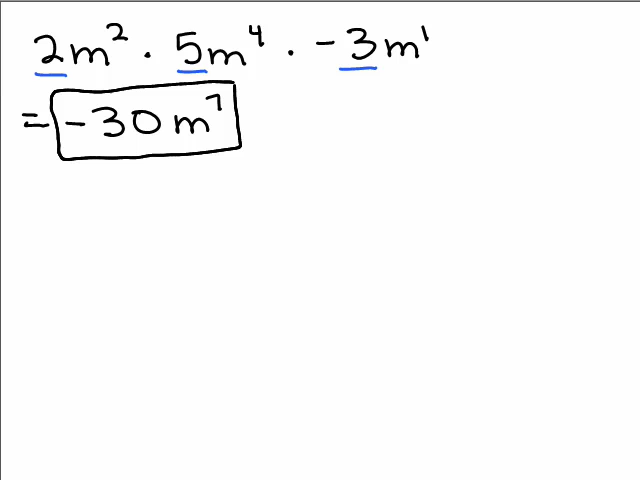 2m² · 5m⁴ · -3m¹
= -30m⁷